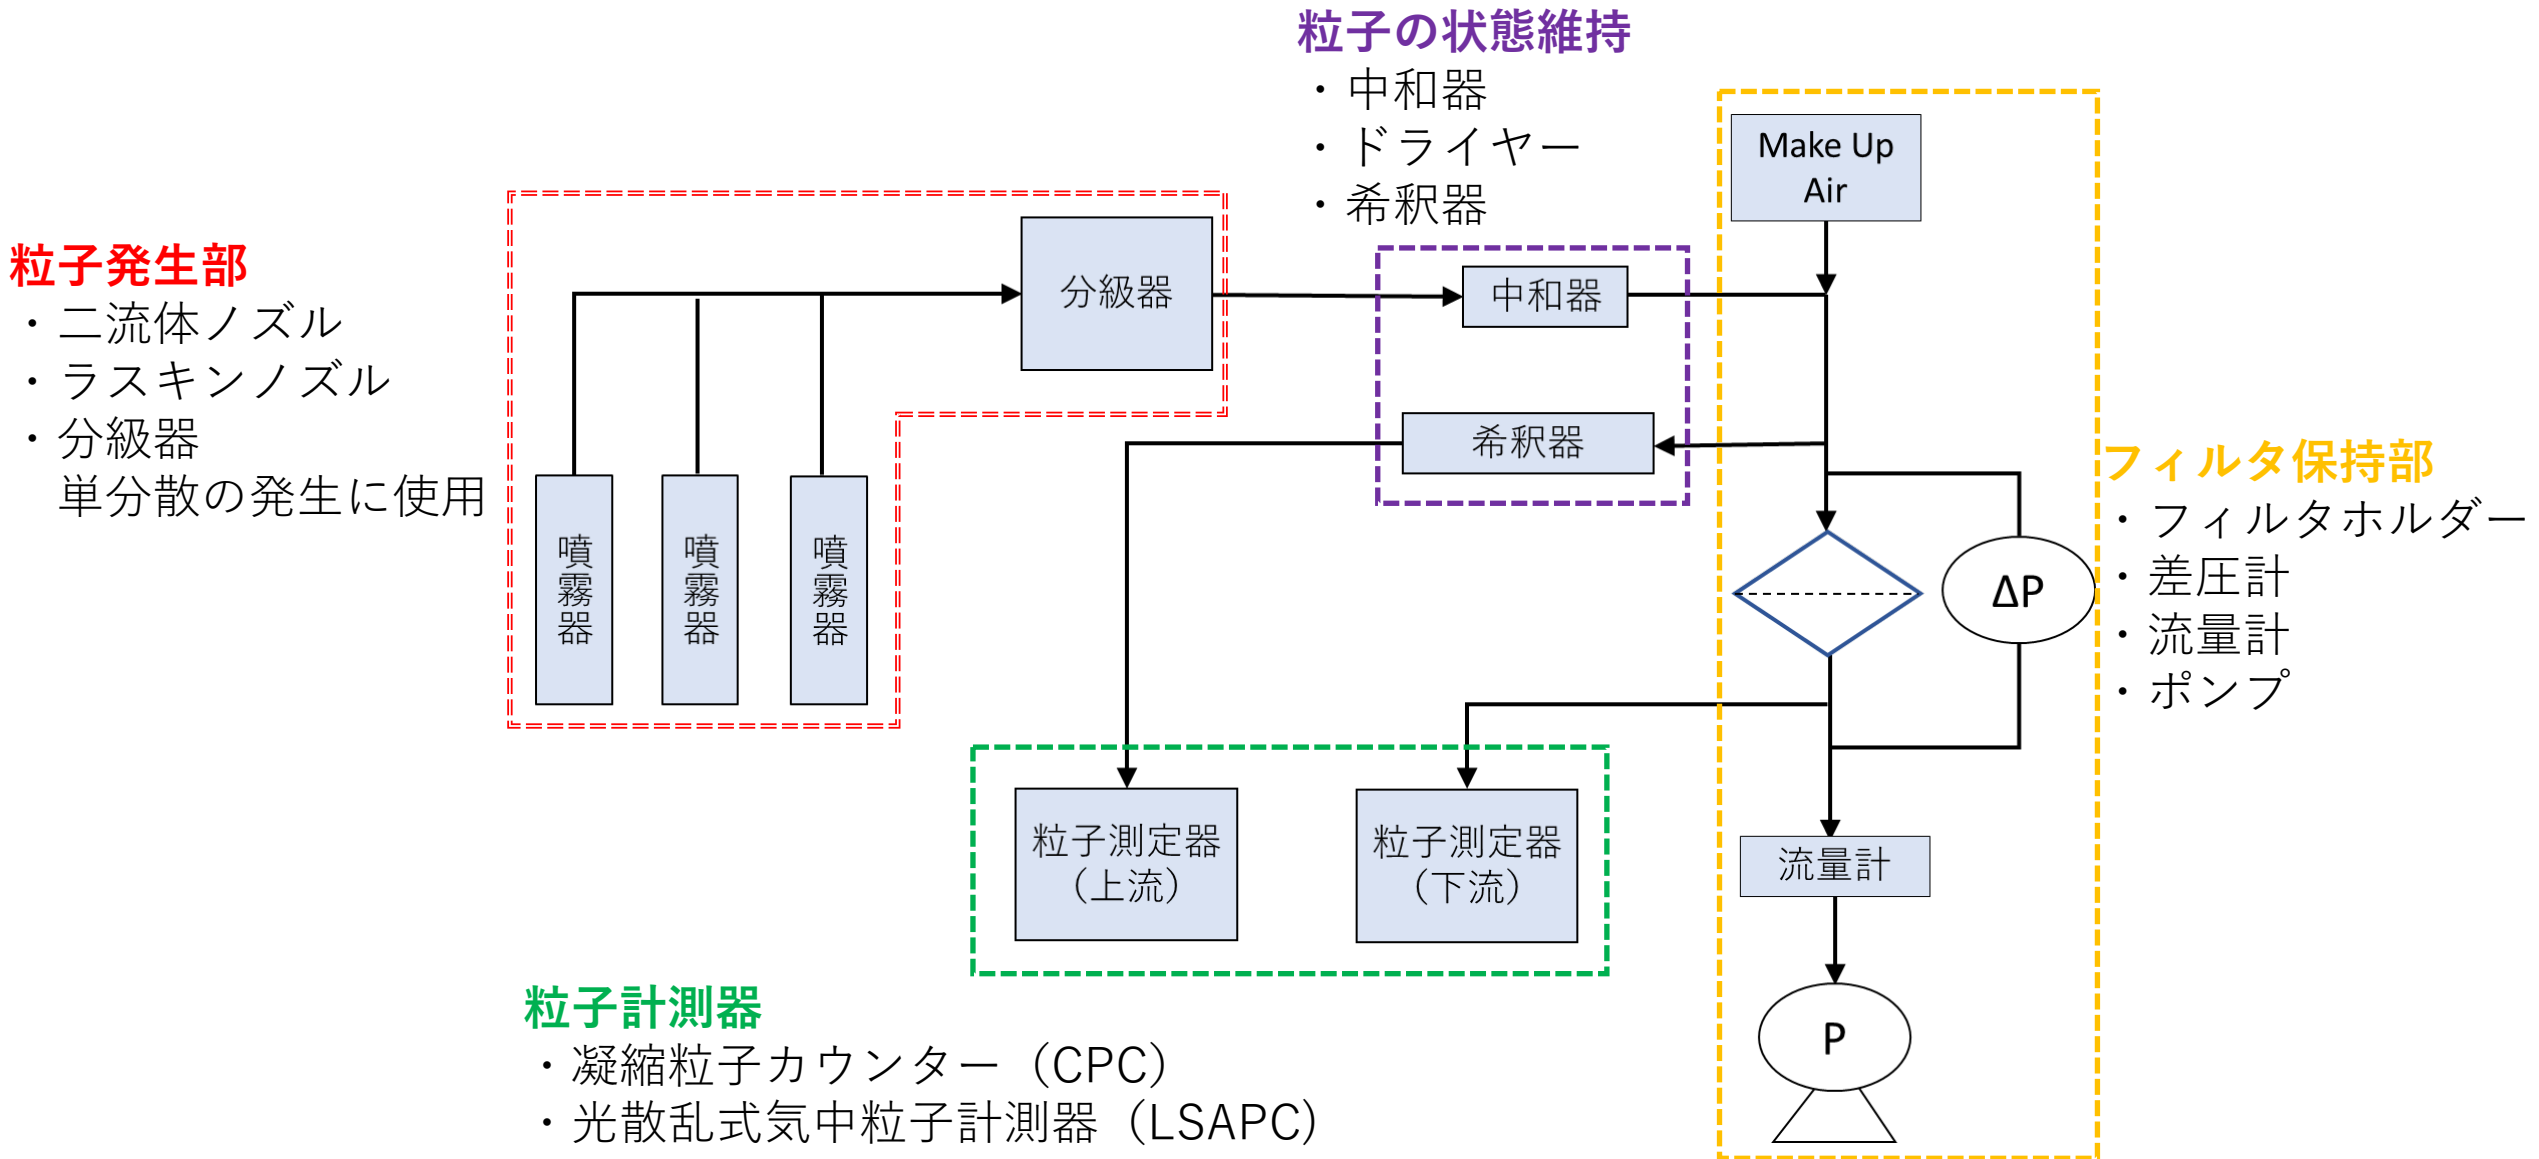 粒子の状態維持
・中和器
・ドライヤー
・希釈器
Make Up
Air
粒子発生部
・二流体ノズル
・ラスキンノズル
・分級器
単分散の発生に使用
分級器
中和器
希釈器
噴霧器
噴霧器
噴霧器
フィルタ保持部
・フィルタホルダー
・差圧計
・流量計
・ポンプ
ΔP
粒子測定器
（上流）
粒子測定器
（下流）
流量計
P
粒子計測器
・凝縮粒子カウンター（CPC）
・光散乱式気中粒子計測器（LSAPC）